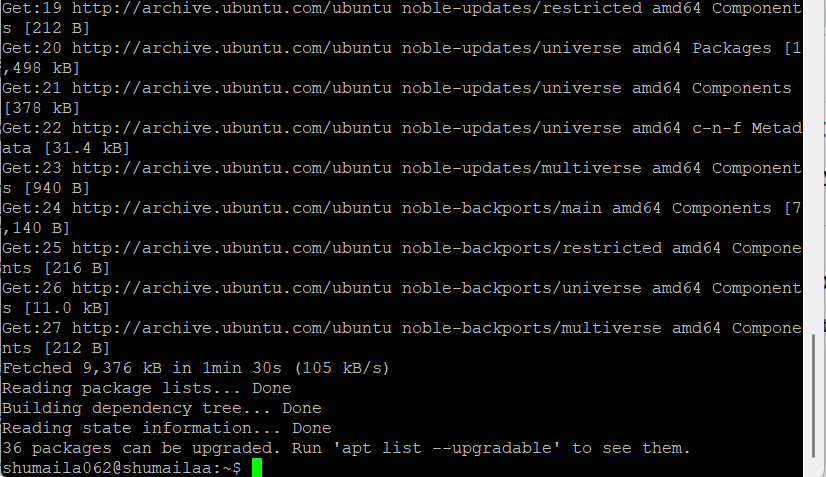 Get:19 http://archive.ubuntu.com/ubuntu noble-updates/restricted amd64 Component
s [212 B]
Get:20 http://archive.ubuntu.com/ubuntu noble-updates/universe amd64 Packages [1
,498 kB]
Get:21 http://archive.ubuntu.com/ubuntu noble-updates/universe amd64 Components
[378 kB]
Get:22 http://archive.ubuntu.com/ubuntu noble-updates/universe amd64 c-n-f Metad
ata [31.4 kB]
Get:23 http://archive.ubuntu.com/ubuntu noble-updates/multiverse amd64 Component
s [940 B]
Get:24 http://archive.ubuntu.com/ubuntu noble-backports/main amd64 Components [7
,140 B]
Get:25 http://archive.ubuntu.com/ubuntu noble-backports/restricted amd64 Compone
nts [216 B]
Get:26 http://archive.ubuntu.com/ubuntu noble-backports/universe amd64 Component
s [11.0 kB]
Get:27 http://archive.ubuntu.com/ubuntu noble-backports/multiverse amd64 Compone
nts [212 B]
Fetched 9,376 kB in 1min 30s (105 kB/s)
Reading package lists... Done
Building dependency tree... Done
Reading state information... Done
36 packages can be upgraded. Run 'apt list --upgradable' to see them.
shumaila062@shumailaa:~$